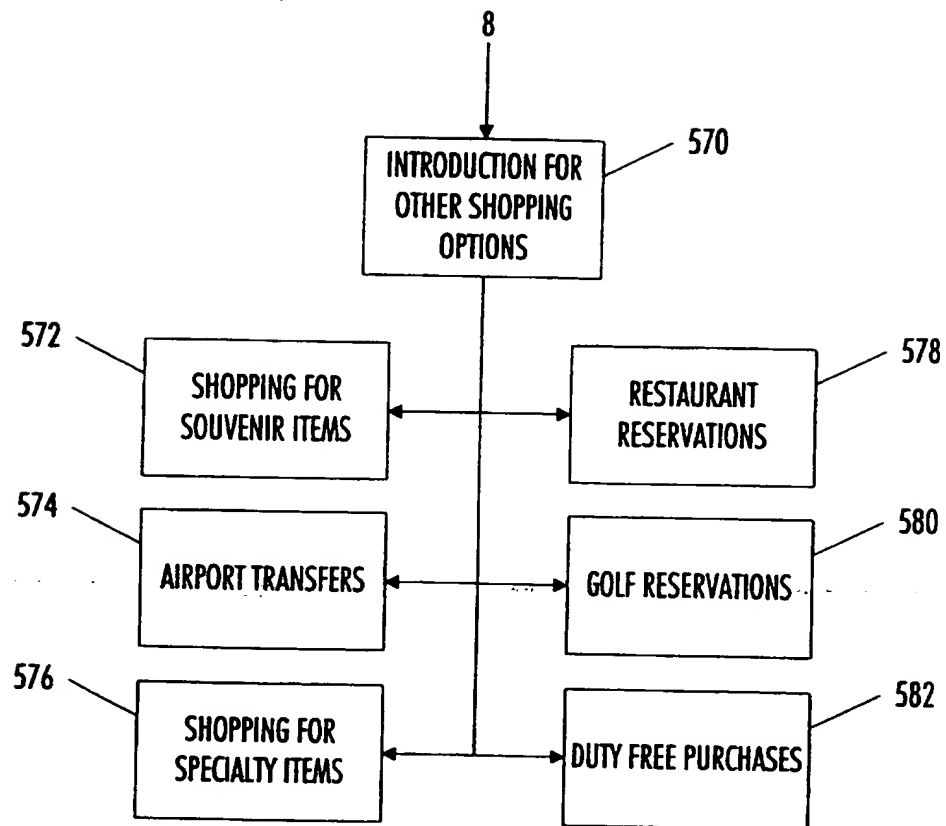 8
570
INTRODUCTION FOR
OTHER SHOPPING
OPTIONS
572
SHOPPING FOR
SOUVENIR ITEMS
578
RESTAURANT
RESERVATIONS
574
AIRPORT TRANSFERS
580
GOLF RESERVATIONS
576
SHOPPING FOR
SPECIALTY ITEMS
582
DUTY FREE PURCHASES